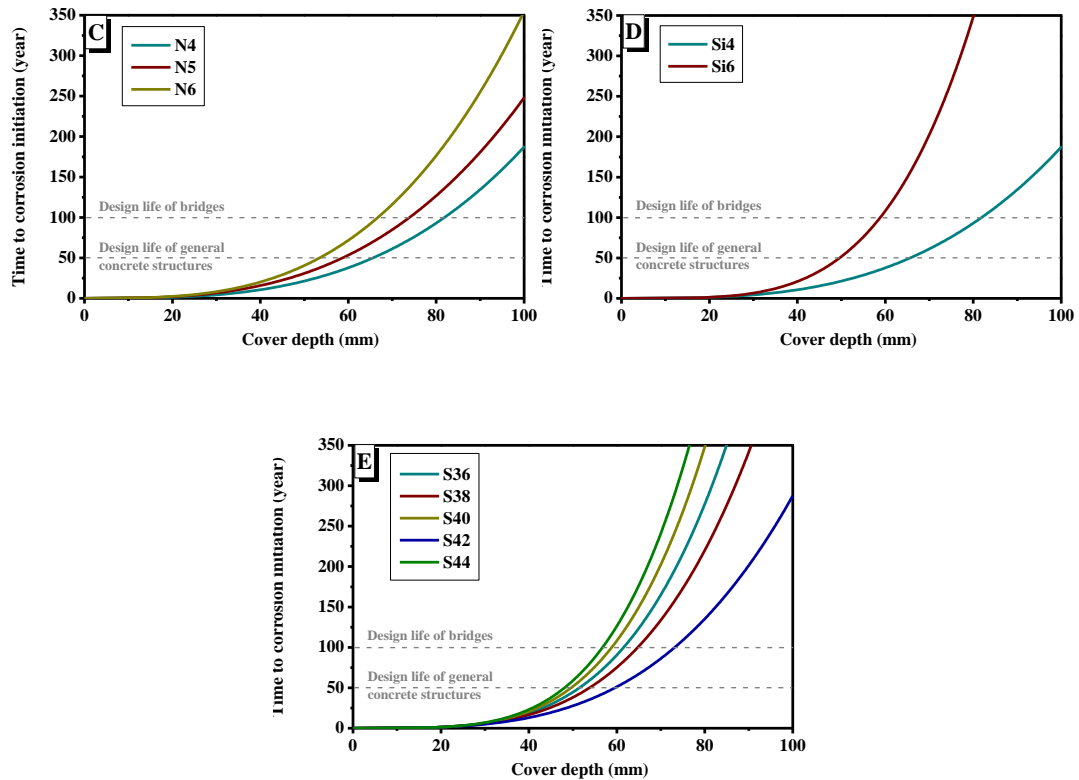 C
N4
N5
N6
Time to corrosion initiation (year)
350
300
250
200
150
100
50
0
Design life of bridges
Design life of general
concrete structures
0 20 40 60 80 100
Cover depth (mm)
D
Si4
Si6
Time to corrosion initiation (year)
350
300
250
200
150
100
50
0
Design life of bridges
Design life of general
concrete structures
0 20 40 60 80 100
Cover depth (mm)
E
S36
S38
S40
S42
S44
Time to corrosion initiation (year)
350
300
250
200
150
100
50
0
Design life of bridges
Design life of general
concrete structures
0 20 40 60 80 100
Cover depth (mm)